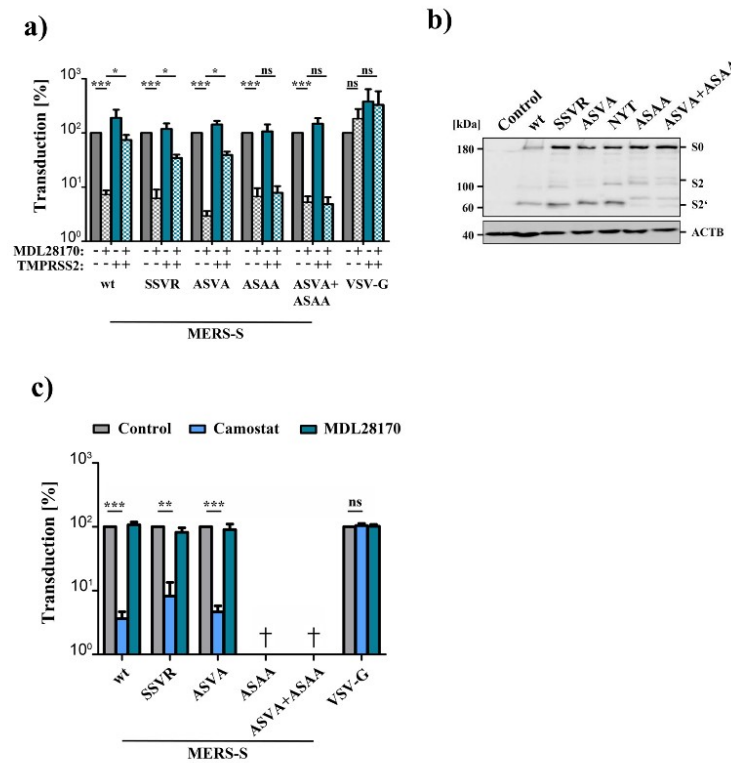 a)
*** * *** * *** * *** ns *** ns ns ns
Transduction [%]
10³
10²
10¹
10⁰
MDL28170: - + - + - + - + - + - + - + - + - + - + - + - +
TMPRSS2: - - + + - - + + - - + + - - + + - - + + - - + +
wt SSVR ASVA ASAA ASVA+ VSV-G
ASAA
MERS-S
b)
Control wt SSVR ASVA NYT ASAA ASVA+ASAA
[kDa]
180 S0
100 S2
60 S2‘
40 ACTB
c)
Control Camostat MDL28170
Transduction [%]
10³
*** ** *** ns
10²
10¹
† †
10⁰
wt SSVR ASVA ASAA ASVA+ASAA VSV-G
MERS-S